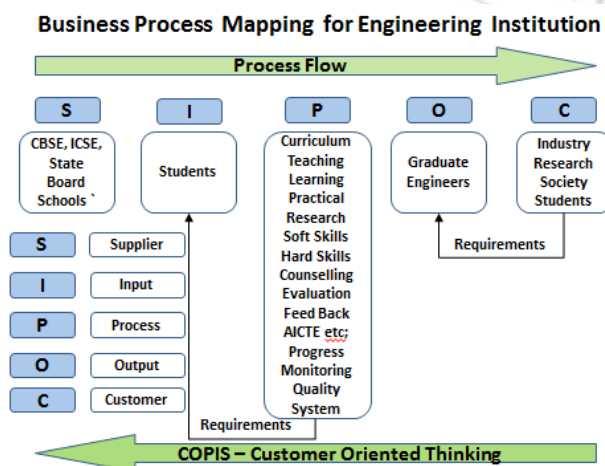 Business Process Mapping for Engineering Institution
Process Flow
S
I
P
O
C
CBSE, ICSE,
State
Board
Schools `
Students
Curriculum
Teaching
Learning
Practical
Research
Soft Skills
Hard Skills
Counselling
Evaluation
Feed Back
AICTE etc;
Progress
Monitoring
Quality
System
Graduate
Engineers
Industry
Research
Society
Students
Requirements
S
Supplier
I
Input
P
Process
O
Output
C
Customer
Requirements
COPIS – Customer Oriented Thinking